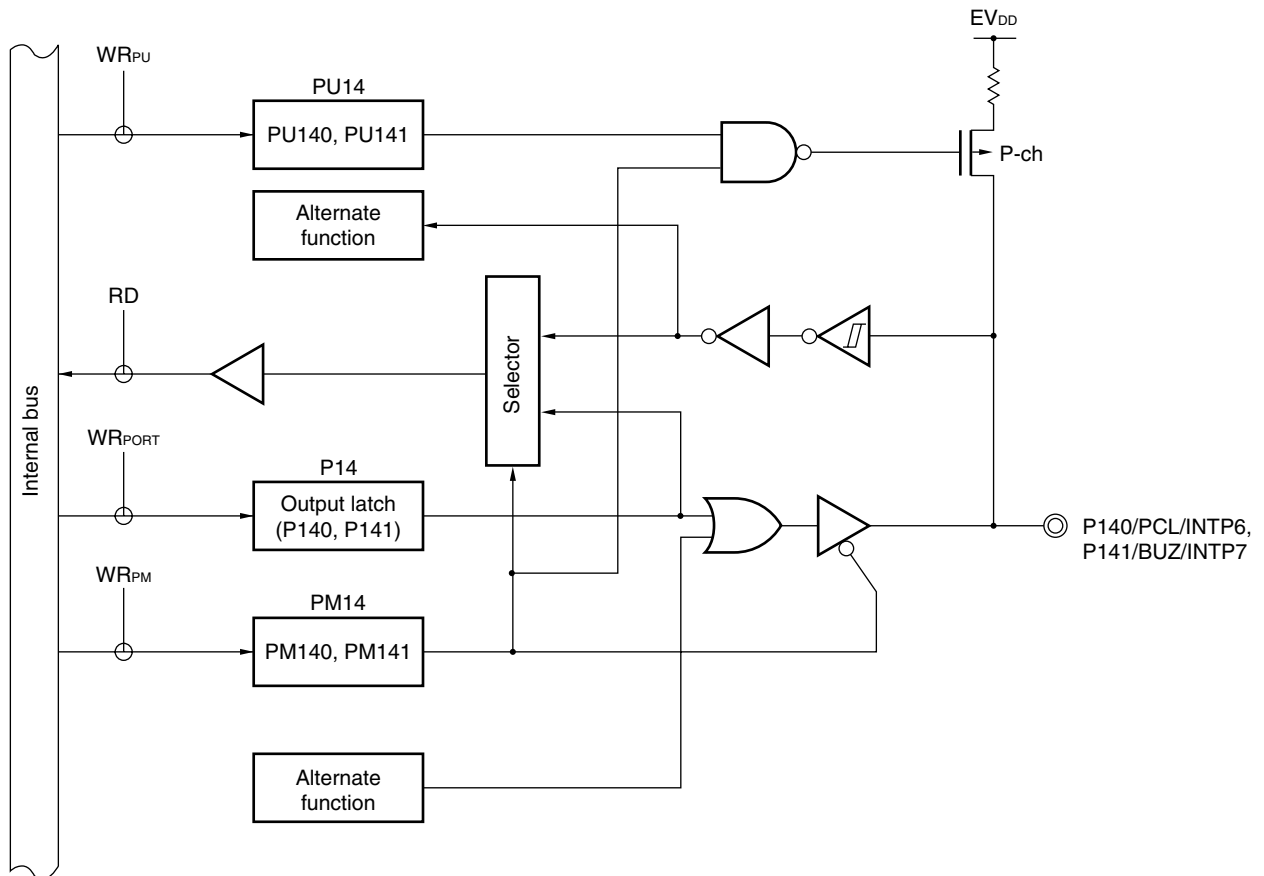 EVDD
WRPU
PU14
PU140, PU141
P-ch
Alternate
function
RD
Selector
Internal bus
WRPORT
P14
Output latch
(P140, P141)
P140/PCL/INTP6,
P141/BUZ/INTP7
WRPM
PM14
PM140, PM141
Alternate
function